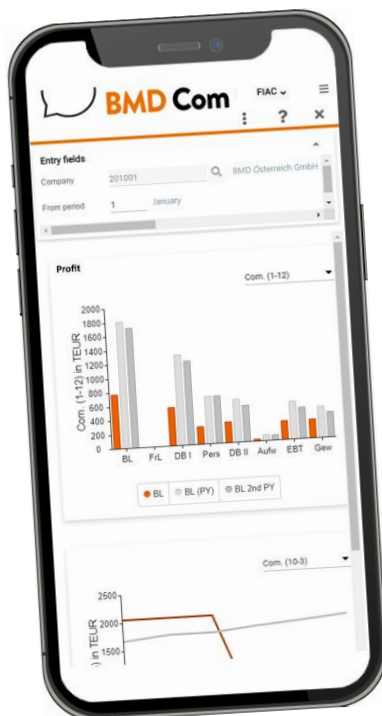 BMD Com
FIAC
? ×
Entry fields
Company 201001 BMD Österreich GmbH
From period 1 January
Profit
Com. (1-12)
Com. (1-12) in TEUR
2000
1800
1600
1400
1200
1000
800
600
400
200
0
BL FrL DB I Pers DB II Aufw EBT Gew
BL BL (PY) BL 2nd PY
Com. (10-3)
) in TEUR
2500
2000
1500